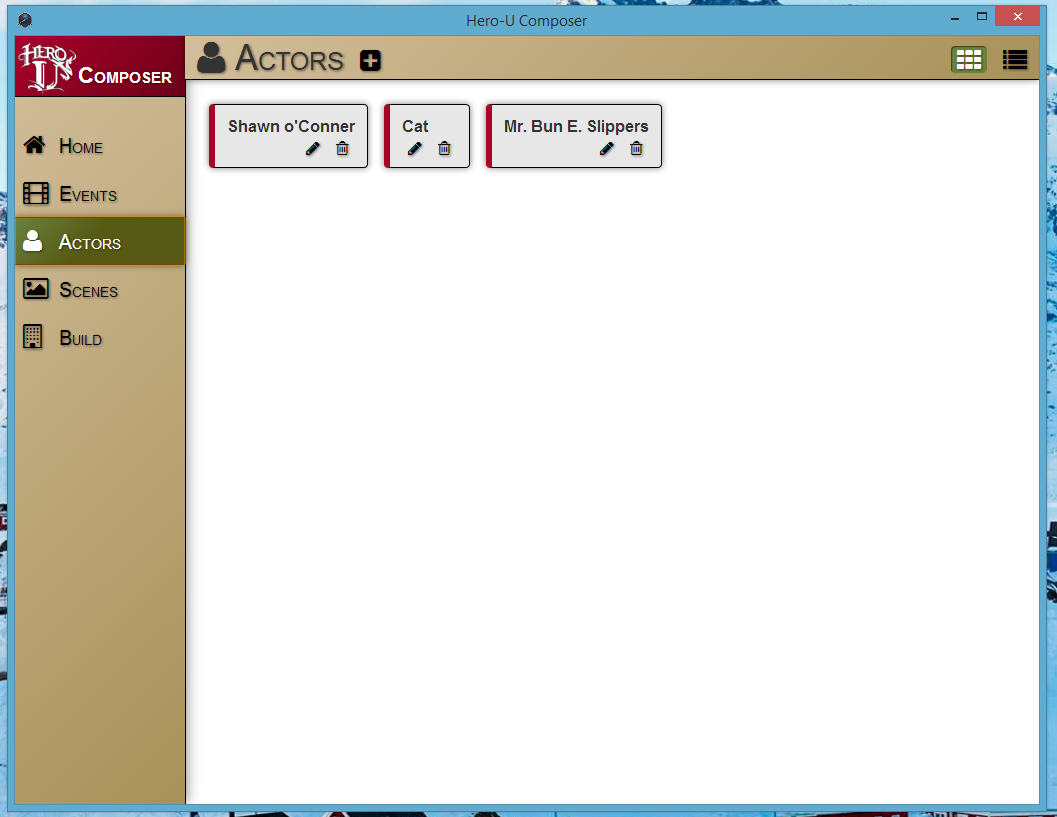 Hero-U Composer
HERO U
COMPOSER
ACTORS
HOME
EVENTS
ACTORS
SCENES
BUILD
Shawn o'Conner
Cat
Mr. Bun E. Slippers